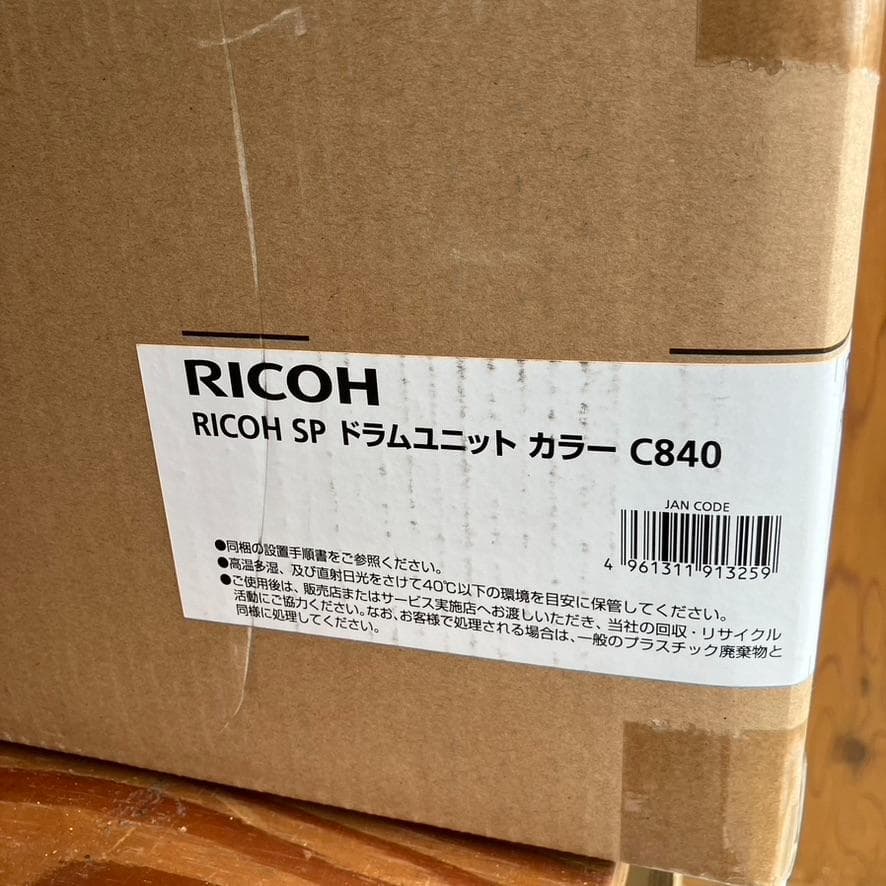 RICOH
RICOH SP ドラムユニット カラー C840
JAN CODE
4 961311 913259
●同梱の設置手順書をご参照ください。
●高温多湿、及び直射日光をさけて40℃以下の環境を目安に保管してください。
●ご使用後は、販売店またはサービス実施店へお渡しいただき、当社の回収・リサイクル
活動にご協力ください。なお、お客様で処理される場合は、一般のプラスチック廃棄物と
同様に処理してください。